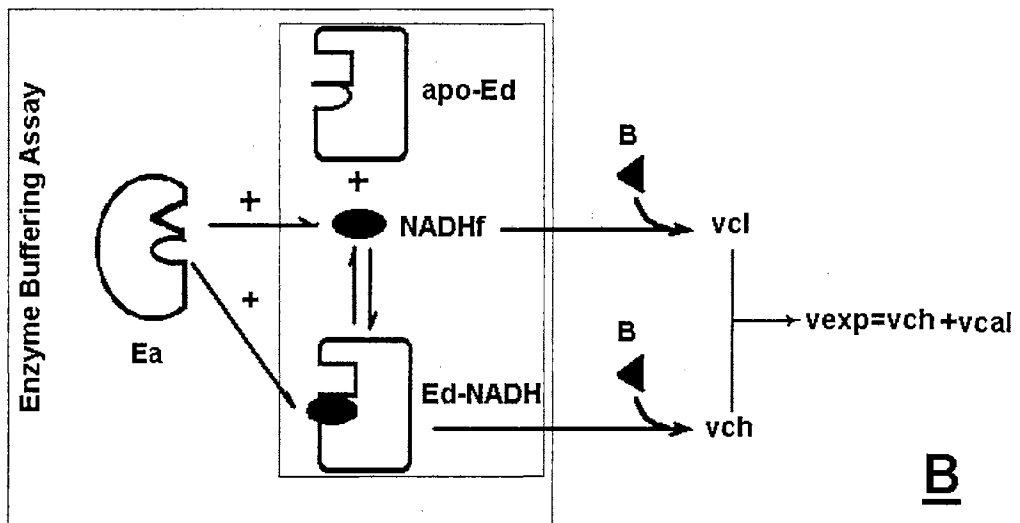 Enzyme Buffering Assay
apo-Ed
+
+
B
NADHf
vcl
+
Ea
vexp=vch+vcal
B
Ed-NADH
vch
B